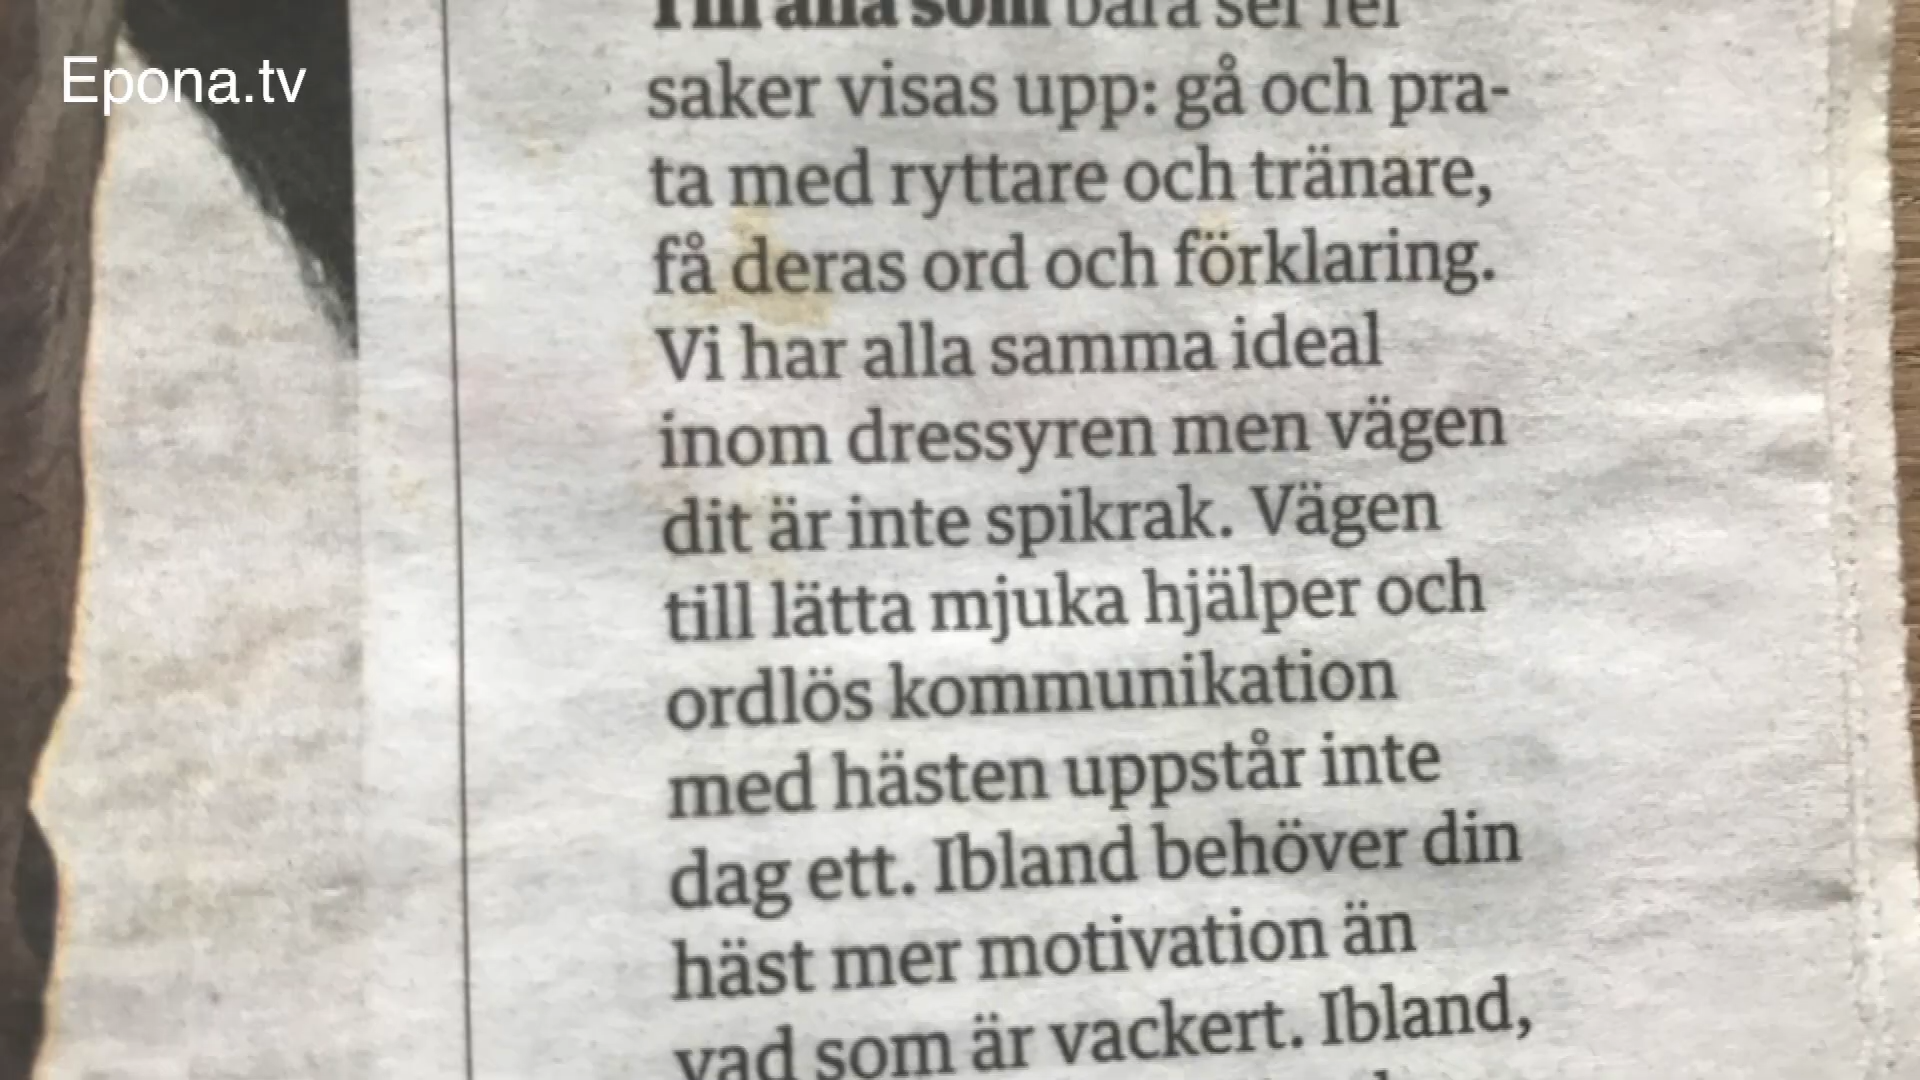 Epona.tv
Till alla som bara ser fel
saker visas upp: gå och pra-
ta med ryttare och tränare,
få deras ord och förklaring.
Vi har alla samma ideal
inom dressyren men vägen
dit är inte spikrak. Vägen
till lätta mjuka hjälper och
ordlös kommunikation
med hästen uppstår inte
dag ett. Ibland behöver din
häst mer motivation än
vad som är vackert. Ibland,